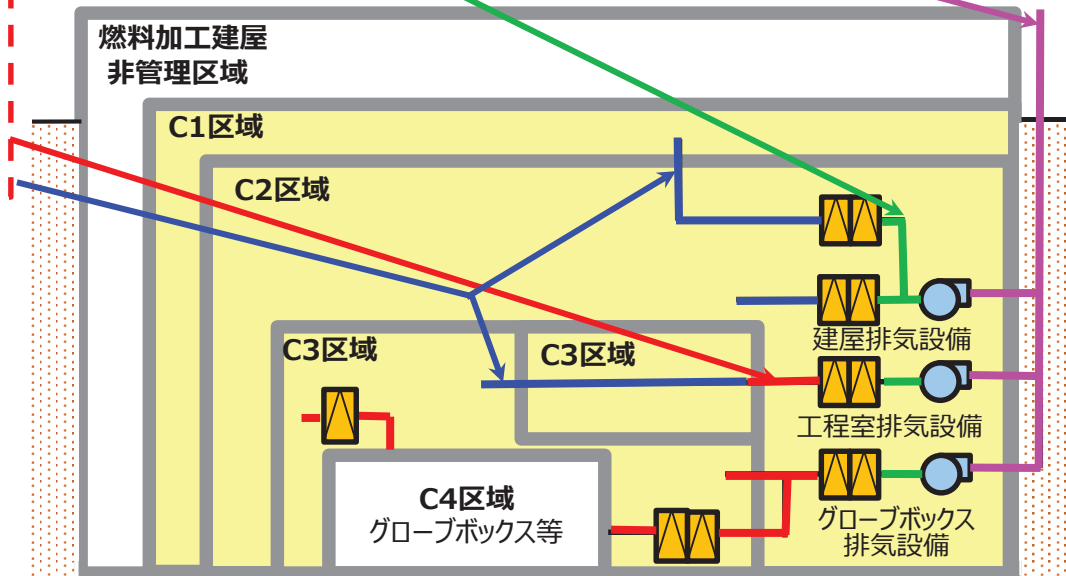 燃料加工建屋
非管理区域
C1区域
C2区域
建屋排気設備
C3区域
C3区域
工程室排気設備
C4区域
グローブボックス等
グローブボックス
排気設備